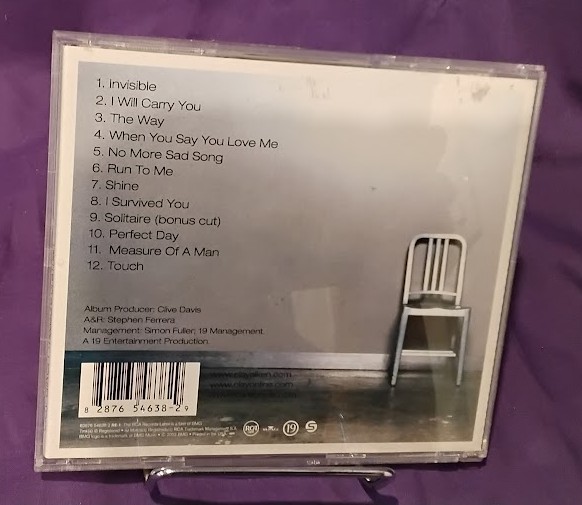 1. Invisible
2. I Will Carry You
3. The Way
4. When You Say You Love Me
5. No More Sad Song
6. Run To Me
7. Shine
8. I Survived You
9. Solitaire (bonus cut)
10. Perfect Day
11. Measure Of A Man
12. Touch
Album Producer: Clive Davis
A&R: Stephen Ferrera
Management: Simon Fuller, 19 Management
A 19 Entertainment Production.
8 2876 54638-2 9
RCA
19
S